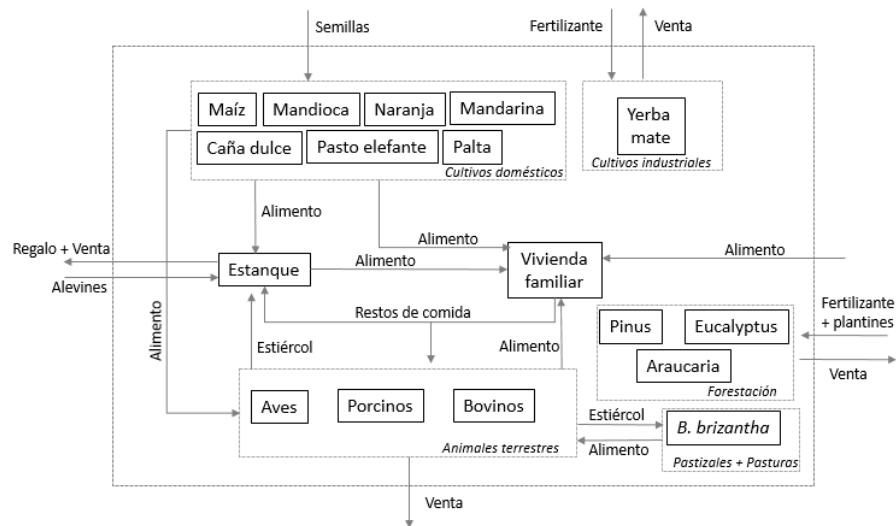 Semillas
Fertilizante
Venta
Maíz
Mandioca
Naranja
Mandarina
Caña dulce
Pasto elefante
Palta
Cultivos domésticos
Yerba
mate
Cultivos industriales
Alimento
Alimento
Regalo + Venta
Alevines
Estanque
Alimento
Vivienda
familiar
Alimento
Alimento
Restos de comida
Estiércol
Alimento
Fertilizante
+ plantines
Pinus
Eucalyptus
Araucaria
Forestación
Venta
Aves
Porcinos
Bovinos
Animales terrestres
Estiércol
Alimento
B. brizantha
Pastizales + Pasturas
Venta